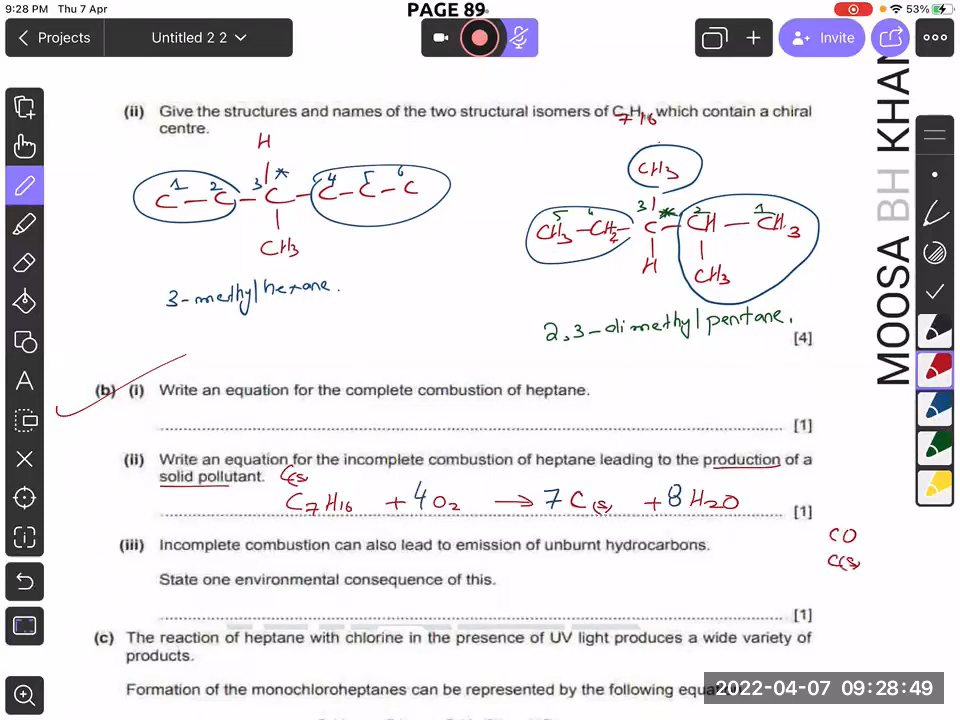 PAGE 89
9:28 PM Thu 7 Apr
53%
Projects
Untitled 2 2
Invite
(ii) Give the structures and names of the two structural isomers of C7H16 which contain a chiral
centre.
H
1 2 3 * 4 5 6
C — C — C — C — C — C
CH3
3-methylhexane.
CH3
5 4 3 * 2 1
CH3 — CH2 — C — CH — CH3
H CH3
2,3-dimethylpentane.
[4]
(b) (i) Write an equation for the complete combustion of heptane.
[1]
(ii) Write an equation for the incomplete combustion of heptane leading to the production of a
solid pollutant. C(s)
C7H16 + 4O2 → 7C(s) + 8H2O
[1]
CO
C(s)
(iii) Incomplete combustion can also lead to emission of unburnt hydrocarbons.
State one environmental consequence of this.
[1]
(c) The reaction of heptane with chlorine in the presence of UV light produces a wide variety of
products.
Formation of the monochloroheptanes can be represented by the following
2022-04-07 09:28:49
MOOSA BH KHAN
A